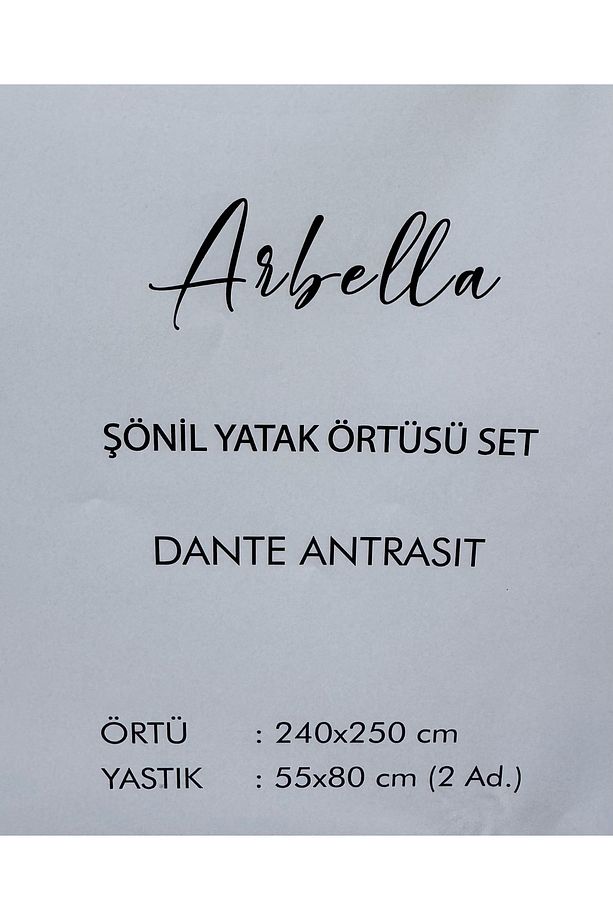 Arbella
ŞÖNİL YATAK ÖRTÜSÜ SET
DANTE ANTRASIT
ÖRTÜ : 240x250 cm
YASTIK : 55x80 cm (2 Ad.)